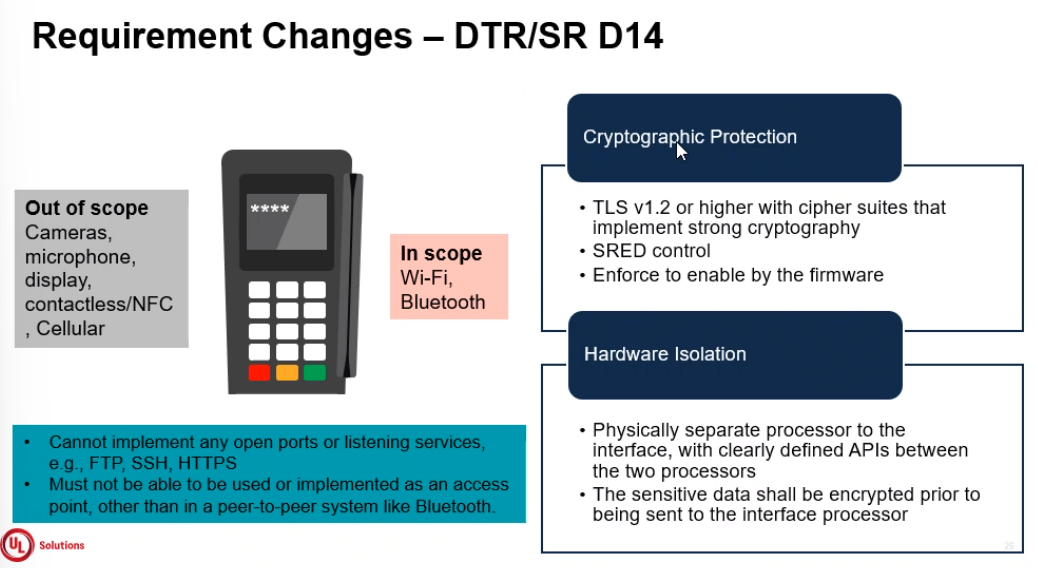 Requirement Changes – DTR/SR D14
Out of scope
Cameras,
microphone,
display,
contactless/NFC
, Cellular
****
In scope
Wi-Fi,
Bluetooth
• Cannot implement any open ports or listening services,
e.g., FTP, SSH, HTTPS
• Must not be able to be used or implemented as an access
point, other than in a peer-to-peer system like Bluetooth.
Cryptographic Protection
• TLS v1.2 or higher with cipher suites that
implement strong cryptography
• SRED control
• Enforce to enable by the firmware
Hardware Isolation
• Physically separate processor to the
interface, with clearly defined APIs between
the two processors
• The sensitive data shall be encrypted prior to
being sent to the interface processor
UL Solutions